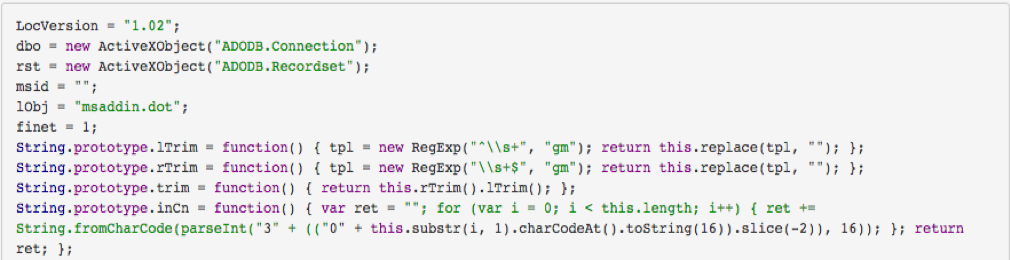 LocVersion = "1.02";
dbo = new ActiveXObject("ADODB.Connection");
rst = new ActiveXObject("ADODB.Recordset");
msid = "";
lObj = "msaddin.dot";
finet = 1;
String.prototype.lTrim = function() { tpl = new RegExp("^\\s+", "gm"); return this.replace(tpl, ""); };
String.prototype.rTrim = function() { tpl = new RegExp("\\s+$", "gm"); return this.replace(tpl, ""); };
String.prototype.trim = function() { return this.rTrim().lTrim(); };
String.prototype.inCn = function() { var ret = ""; for (var i = 0; i < this.length; i++) { ret +=
String.fromCharCode(parseInt("3" + (("0" + this.substr(i, 1).charCodeAt().toString(16)).slice(-2)), 16)); }; return
ret; };